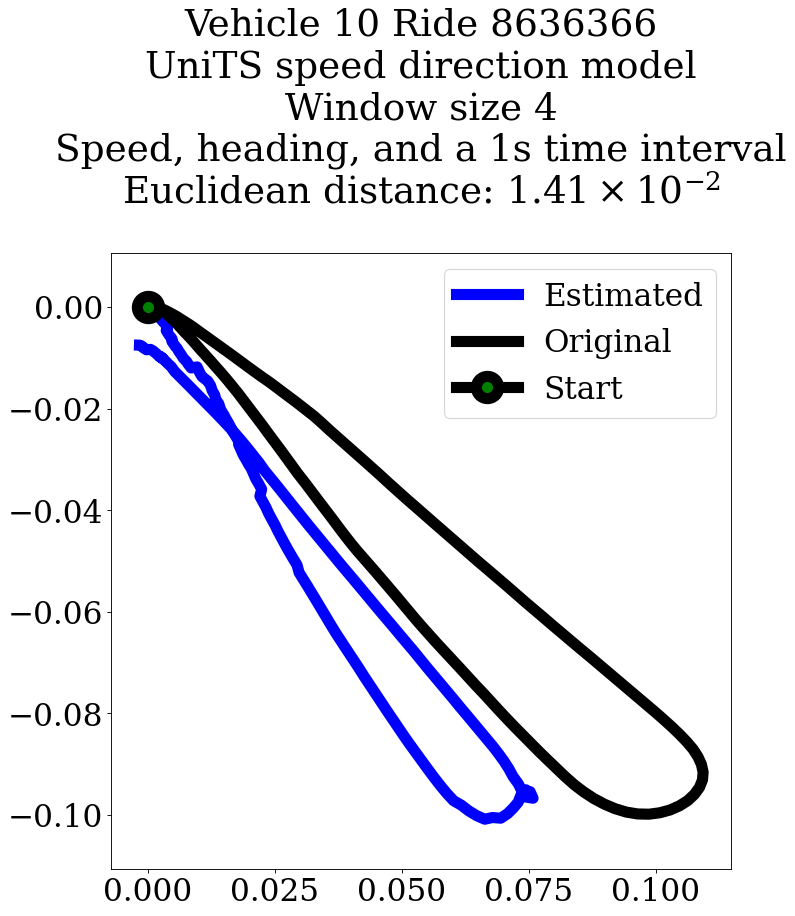 Vehicle 10 Ride 8636366
UniTS speed direction model
Window size 4
Speed, heading, and a 1s time interval
Euclidean distance: 1.41 × 10⁻²
Estimated
Original
Start
0.00
−0.02
−0.04
−0.06
−0.08
−0.10
0.000 0.025 0.050 0.075 0.100